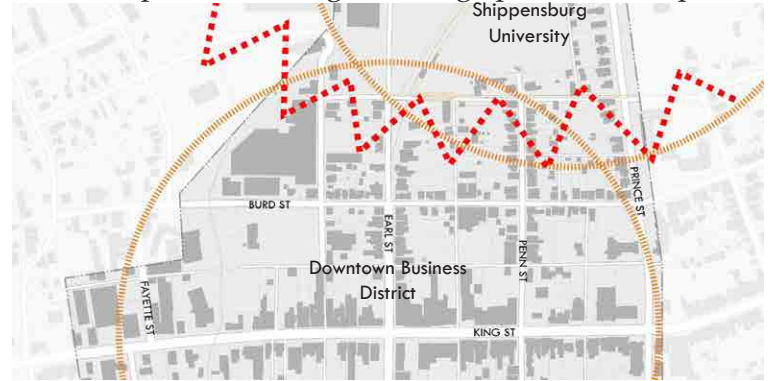 Shippensburg
University
BURD ST
EARL ST
PENN ST
PRINCE ST
Downtown Business
District
FAYETTE ST
KING ST